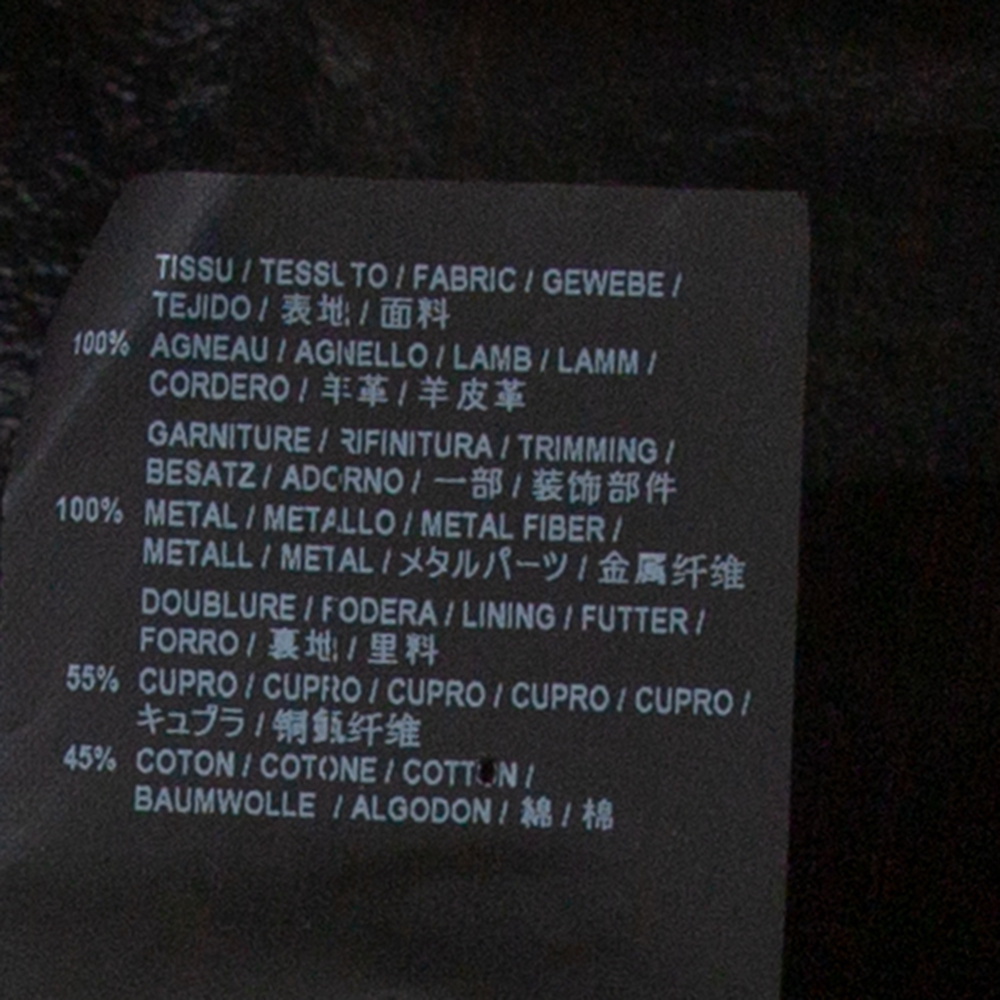 TISSU / TESSUTO / FABRIC / GEWEBE /
TEJIDO / 表地 / 面料
100% AGNEAU / AGNELLO / LAMB / LAMM /
CORDERO / 羊革 / 羊皮革
GARNITURE / RIFINITURA / TRIMMING /
BESATZ / ADORNO / 一部 / 装饰部件
100% METAL / METALLO / METAL FIBER /
METALL / METAL / メタルパーツ / 金属纤维
DOUBLURE / FODERA / LINING / FUTTER /
FORRO / 裏地 / 里料
55% CUPRO / CUPRO / CUPRO / CUPRO / CUPRO /
キュプラ / 铜氨纤维
45% COTON / COTONE / COTTON /
BAUMWOLLE / ALGODON / 綿 / 棉